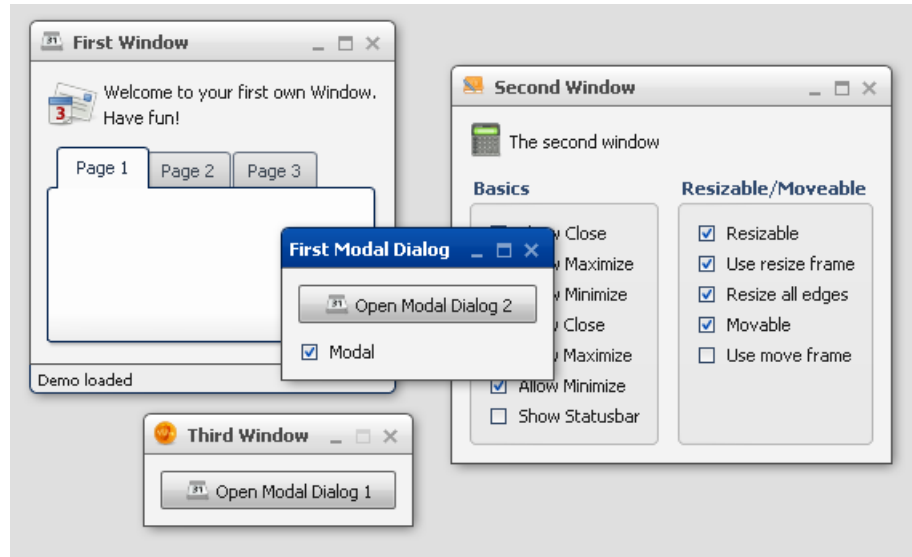 First Window
Welcome to your first own Window.
Have fun!
Page 1
Page 2
Page 3
Demo loaded
First Modal Dialog
Open Modal Dialog 2
Modal
Third Window
Open Modal Dialog 1
Second Window
The second window
Basics
Close
Maximize
Minimize
Close
Maximize
Allow Minimize
Show Statusbar
Resizable/Moveable
Resizable
Use resize frame
Resize all edges
Movable
Use move frame